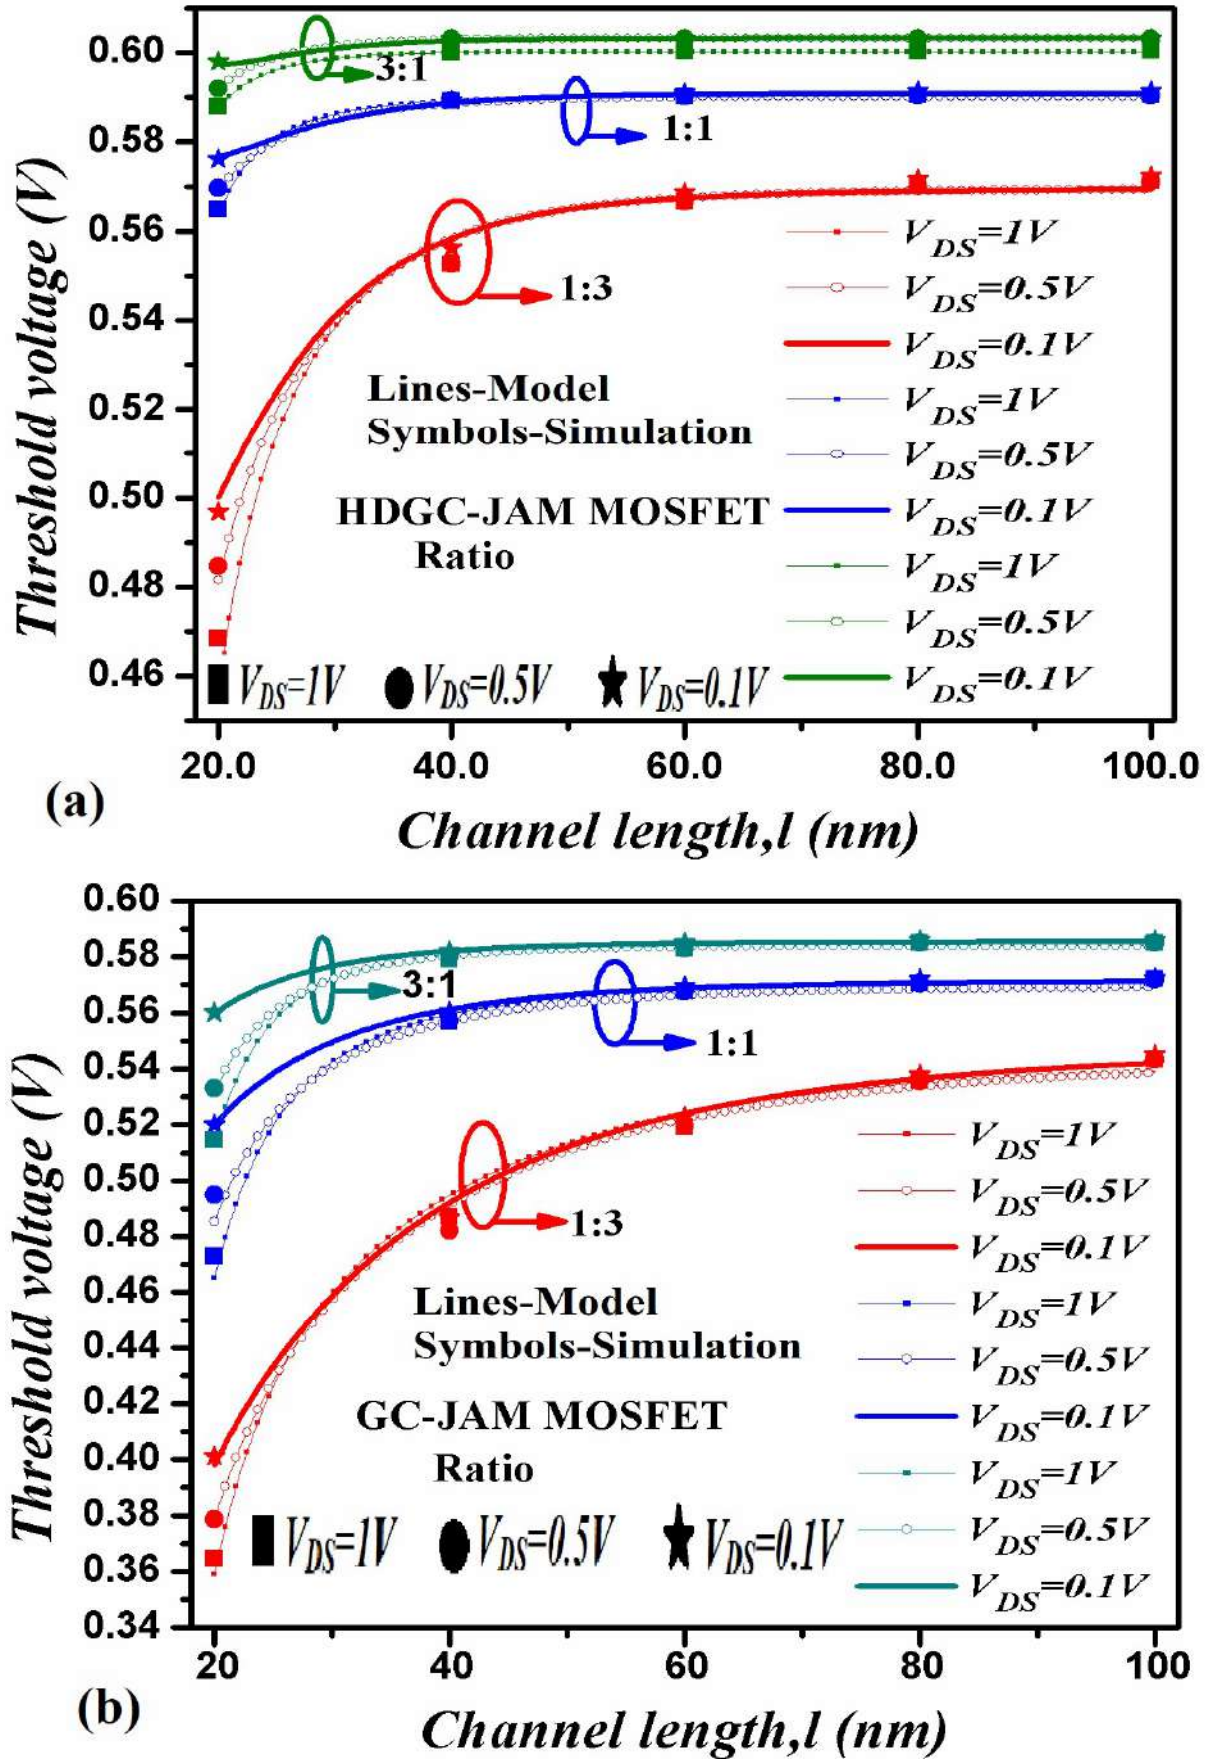 Threshold voltage (V)
0.60
0.58
0.56
0.54
0.52
0.50
0.48
0.46
3:1
1:1
1:3
Lines-Model
Symbols-Simulation
HDGC-JAM MOSFET
Ratio
VDS=1V
VDS=0.5V
VDS=0.1V
VDS=1V
VDS=0.5V
VDS=0.1V
VDS=1V
VDS=0.5V
VDS=0.1V
VDS=1V VDS=0.5V VDS=0.1V
20.0 40.0 60.0 80.0 100.0
(a)
Channel length,l (nm)
Threshold voltage (V)
0.60
0.58
0.56
0.54
0.52
0.50
0.48
0.46
0.44
0.42
0.40
0.38
0.36
0.34
3:1
1:1
1:3
Lines-Model
Symbols-Simulation
GC-JAM MOSFET
Ratio
VDS=1V
VDS=0.5V
VDS=0.1V
VDS=1V
VDS=0.5V
VDS=0.1V
VDS=1V
VDS=0.5V
VDS=0.1V
VDS=1V VDS=0.5V VDS=0.1V
20 40 60 80 100
(b)
Channel length,l (nm)